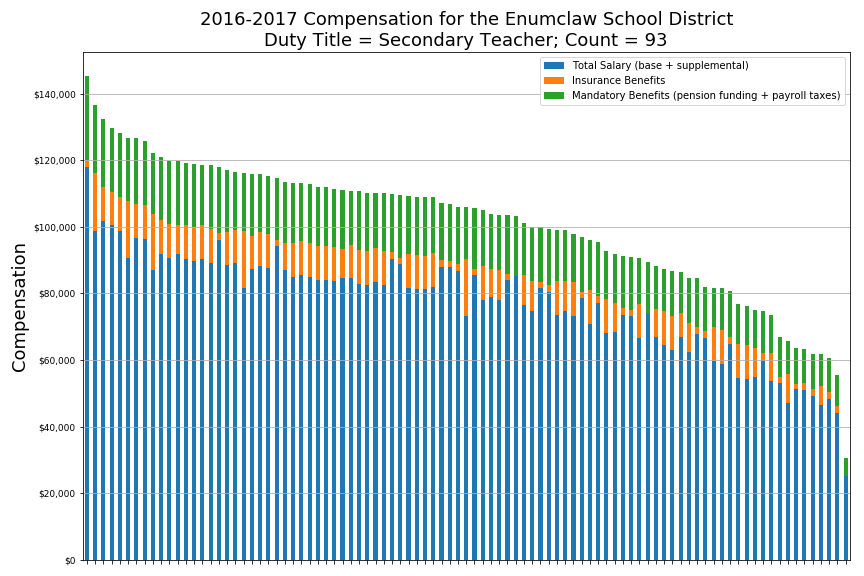 2016-2017 Compensation for the Enumclaw School District
Duty Title = Secondary Teacher; Count = 93
Total Salary (base + supplemental)
Insurance Benefits
Mandatory Benefits (pension funding + payroll taxes)
Compensation
$140,000
$120,000
$100,000
$80,000
$60,000
$40,000
$20,000
$0